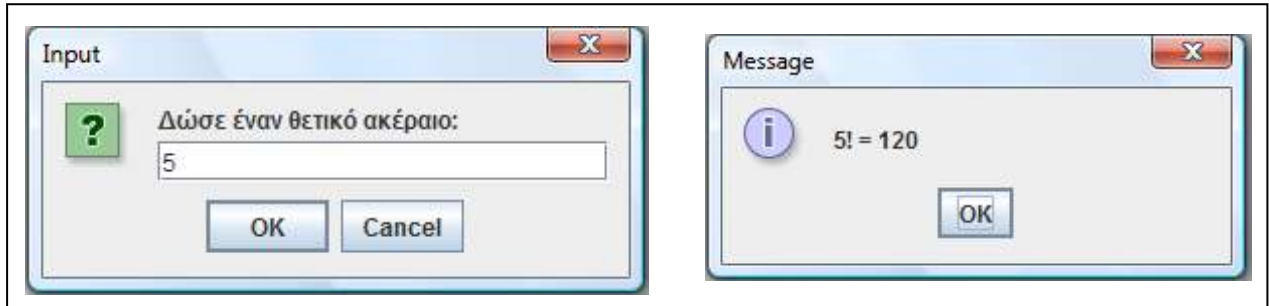 Input
X
?
Δώσε έναν θετικό ακέραιο:
5
OK
Cancel
Message
X
i
5! = 120
OK